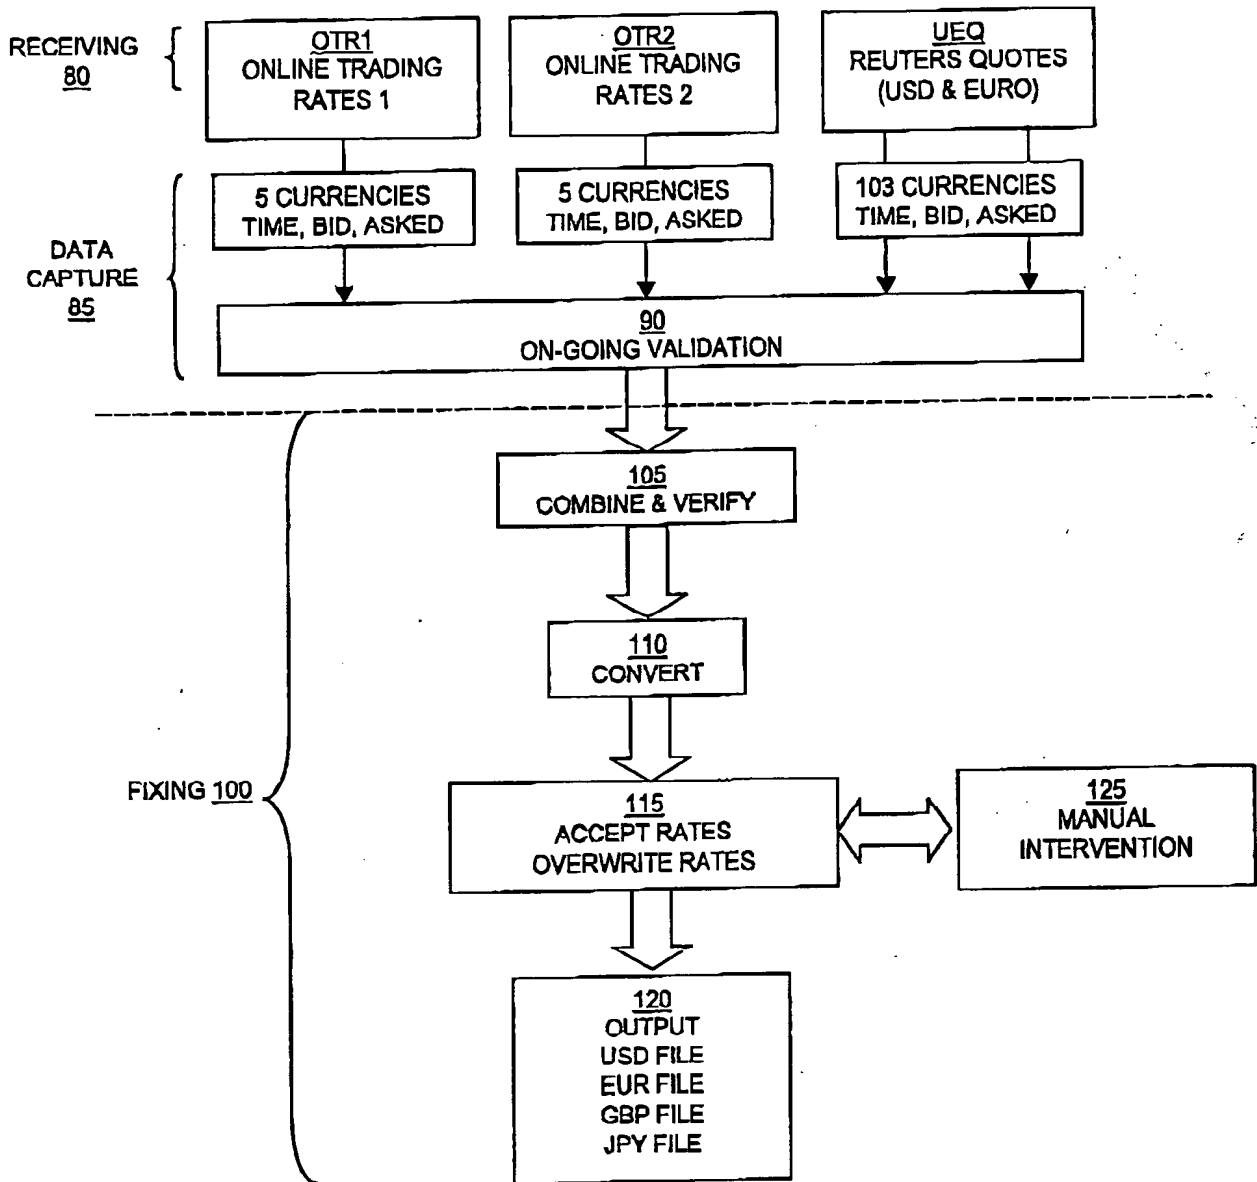 RECEIVING
80
OTR1
ONLINE TRADING
RATES 1
OTR2
ONLINE TRADING
RATES 2
UEQ
REUTERS QUOTES
(USD & EURO)
5 CURRENCIES
TIME, BID, ASKED
5 CURRENCIES
TIME, BID, ASKED
103 CURRENCIES
TIME, BID, ASKED
DATA
CAPTURE
85
90
ON-GOING VALIDATION
105
COMBINE & VERIFY
110
CONVERT
FIXING 100
115
ACCEPT RATES
OVERWRITE RATES
125
MANUAL
INTERVENTION
120
OUTPUT
USD FILE
EUR FILE
GBP FILE
JPY FILE